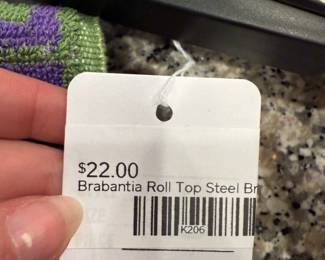 $22.00
Brabantia Roll Top Steel Br
K206